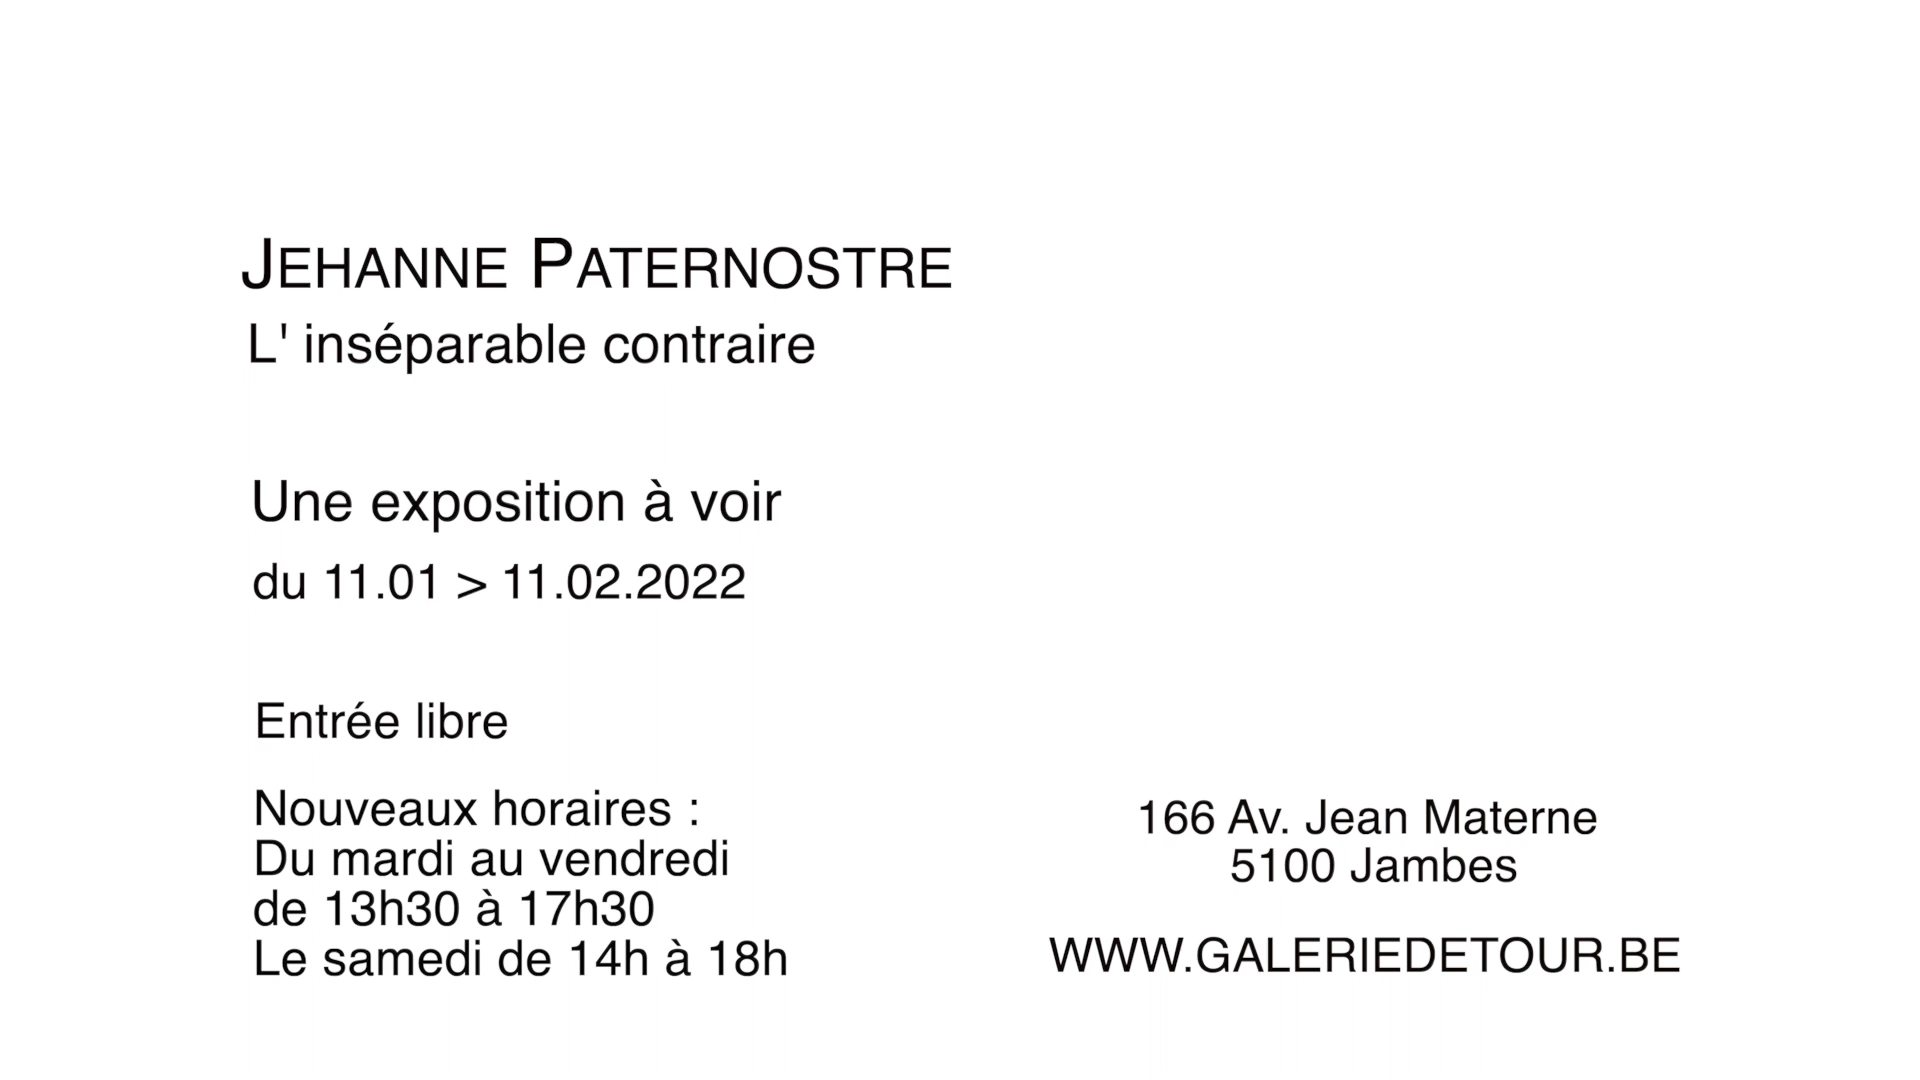 JEHANNE PATERNOSTRE
L' inséparable contraire
Une exposition à voir
du 11.01 > 11.02.2022
Entrée libre
Nouveaux horaires :
Du mardi au vendredi
de 13h30 à 17h30
Le samedi de 14h à 18h
166 Av. Jean Materne
5100 Jambes
WWW.GALERIEDETOUR.BE